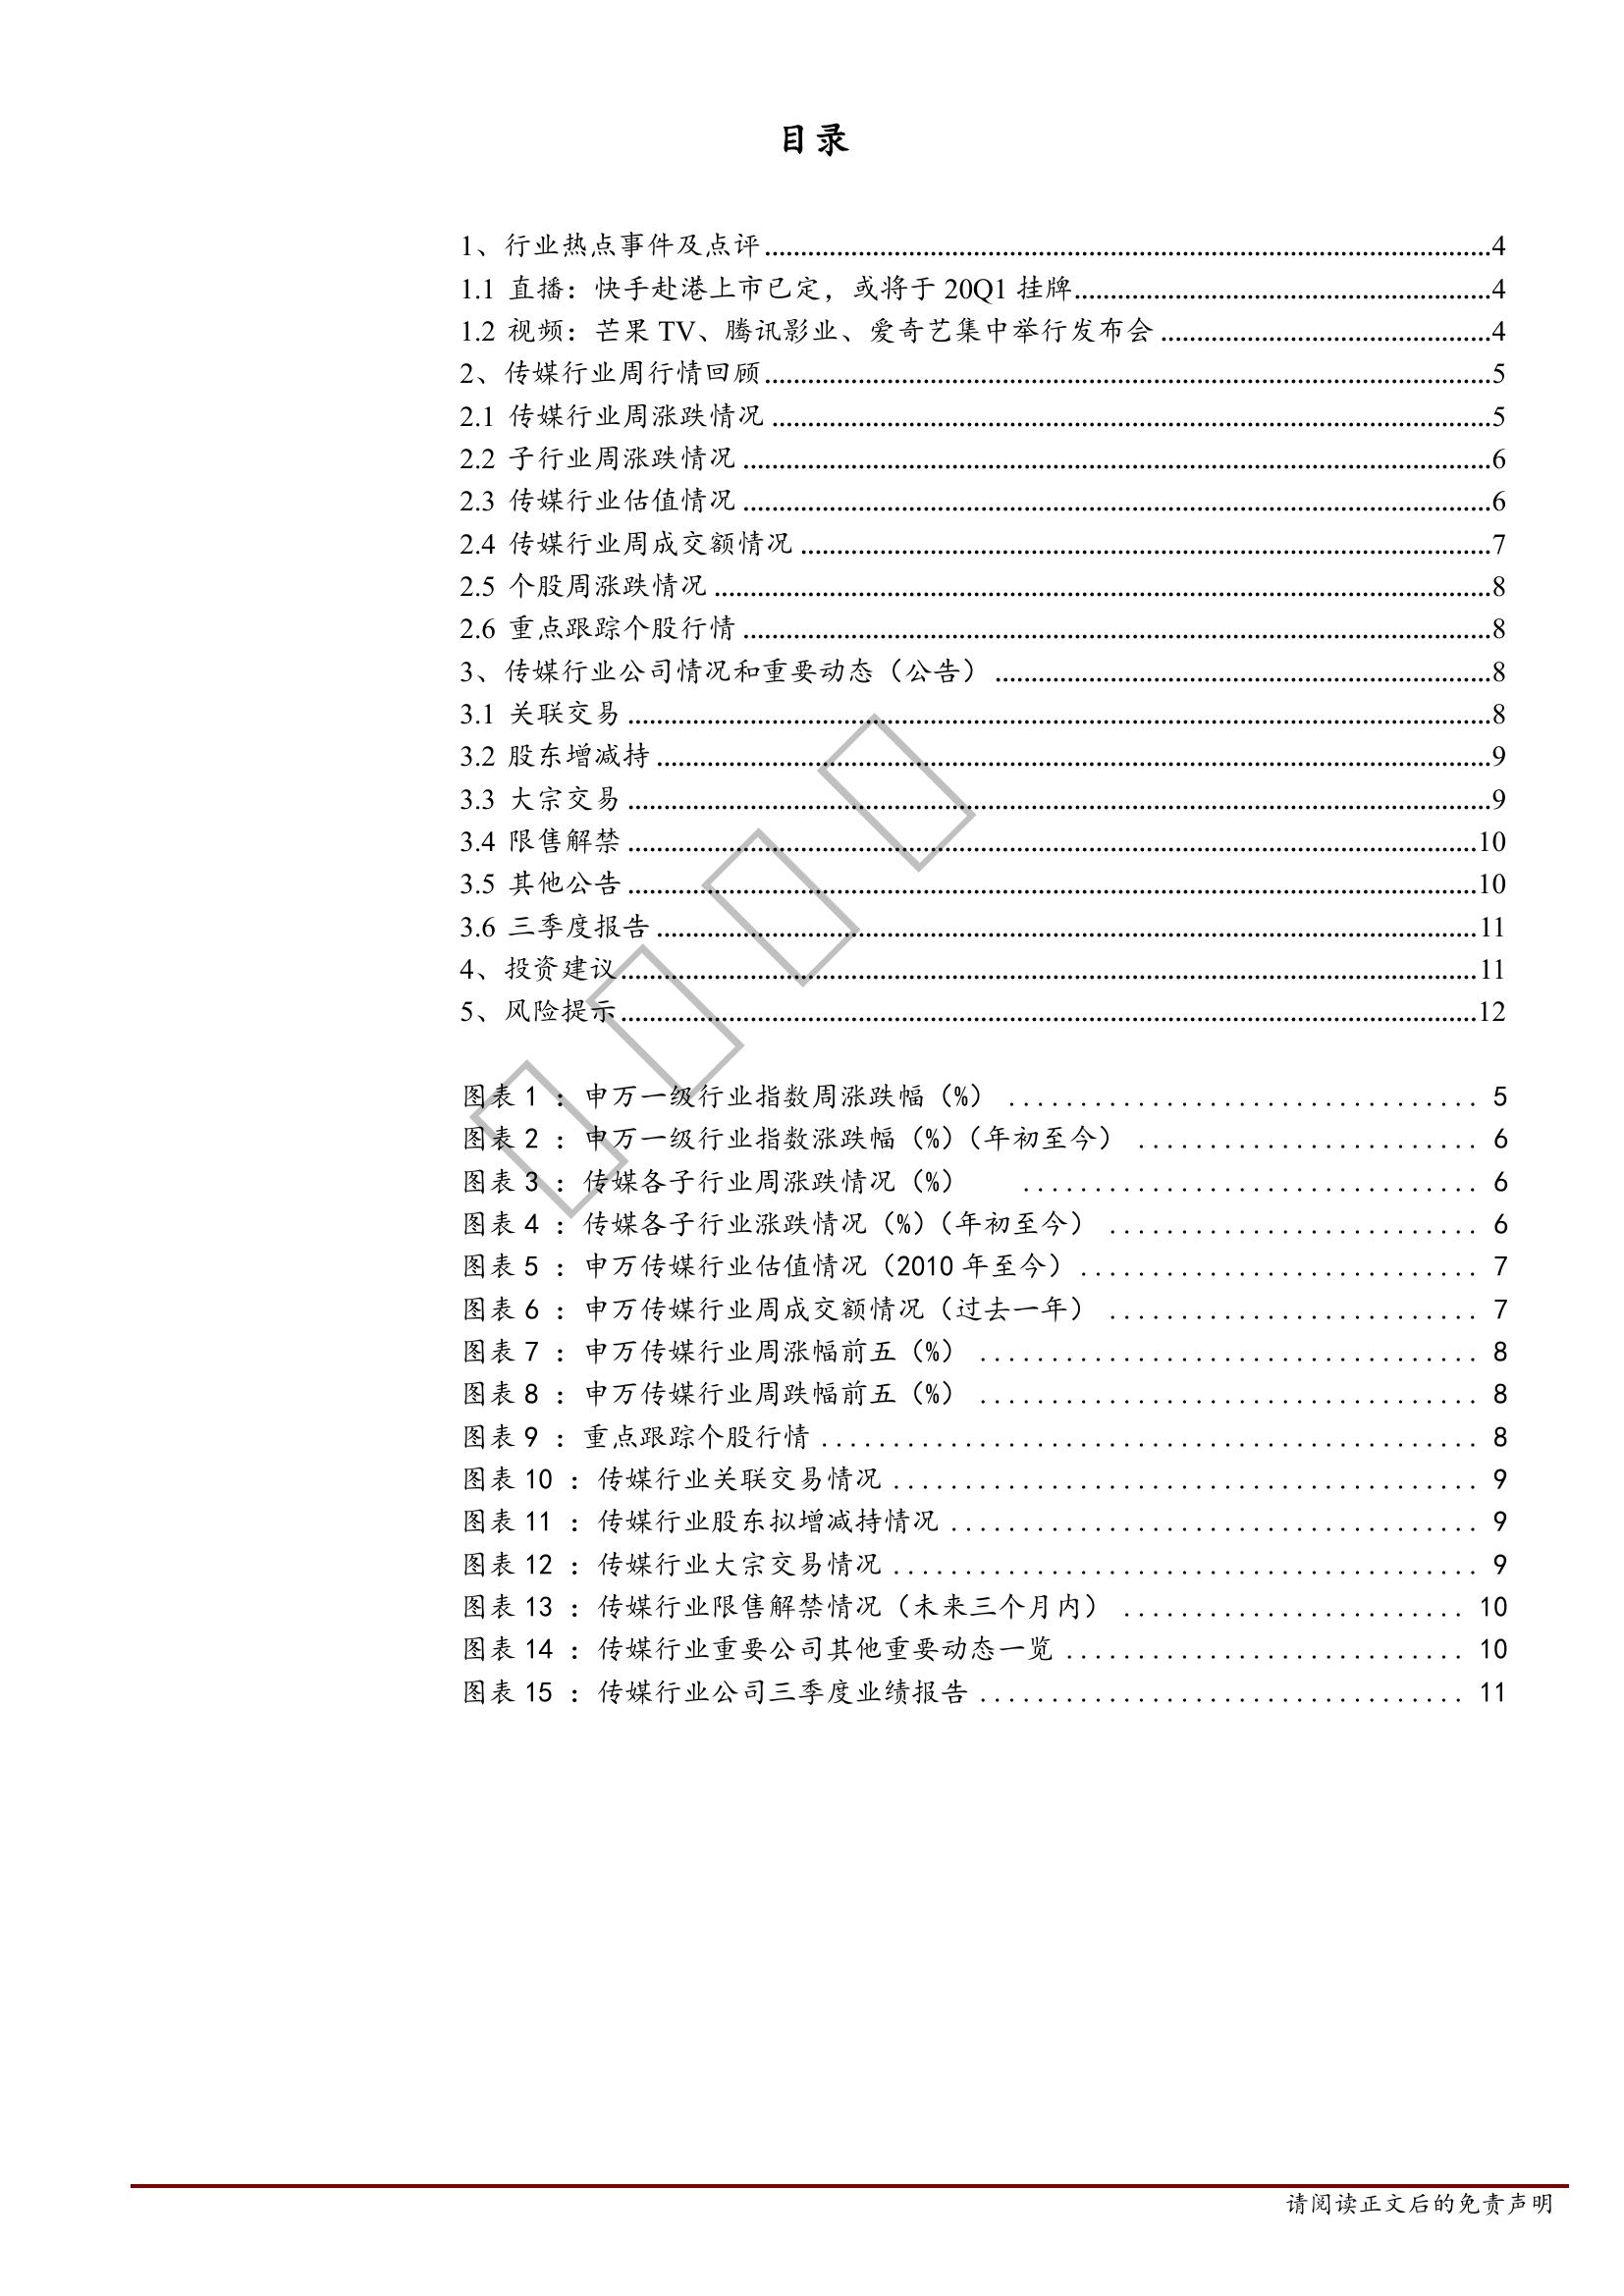 目录
1、行业热点事件及点评....................4
1.1 直播：快手赴港上市已定，或将于 20Q1 挂牌....................4
1.2 视频：芒果 TV、腾讯影业、爱奇艺集中举行发布会....................4
2、传媒行业周行情回顾....................5
2.1 传媒行业周涨跌情况....................5
2.2 子行业周涨跌情况....................6
2.3 传媒行业估值情况....................6
2.4 传媒行业周成交额情况....................7
2.5 个股周涨跌情况....................8
2.6 重点跟踪个股行情....................8
3、传媒行业公司情况和重要动态（公告）....................8
3.1 关联交易....................8
3.2 股东增减持....................9
3.3 大宗交易....................9
3.4 限售解禁....................10
3.5 其他公告....................10
3.6 三季度报告....................11
4、投资建议....................11
5、风险提示....................12
图表 1 ：申万一级行业指数周涨跌幅（%）.................... 5
图表 2 ：申万一级行业指数涨跌幅（%）（年初至今）.................... 6
图表 3 ：传媒各子行业周涨跌情况（%）.................... 6
图表 4 ：传媒各子行业涨跌情况（%）（年初至今）.................... 6
图表 5 ：申万传媒行业估值情况（2010 年至今）.................... 7
图表 6 ：申万传媒行业周成交额情况（过去一年）.................... 7
图表 7 ：申万传媒行业周涨幅前五（%）.................... 8
图表 8 ：申万传媒行业周跌幅前五（%）.................... 8
图表 9 ：重点跟踪个股行情.................... 8
图表 10 ：传媒行业关联交易情况.................... 9
图表 11 ：传媒行业股东拟增减持情况.................... 9
图表 12 ：传媒行业大宗交易情况.................... 9
图表 13 ：传媒行业限售解禁情况（未来三个月内）.................... 10
图表 14 ：传媒行业重要公司其他重要动态一览.................... 10
图表 15 ：传媒行业公司三季度业绩报告.................... 11
请阅读正文后的免责声明